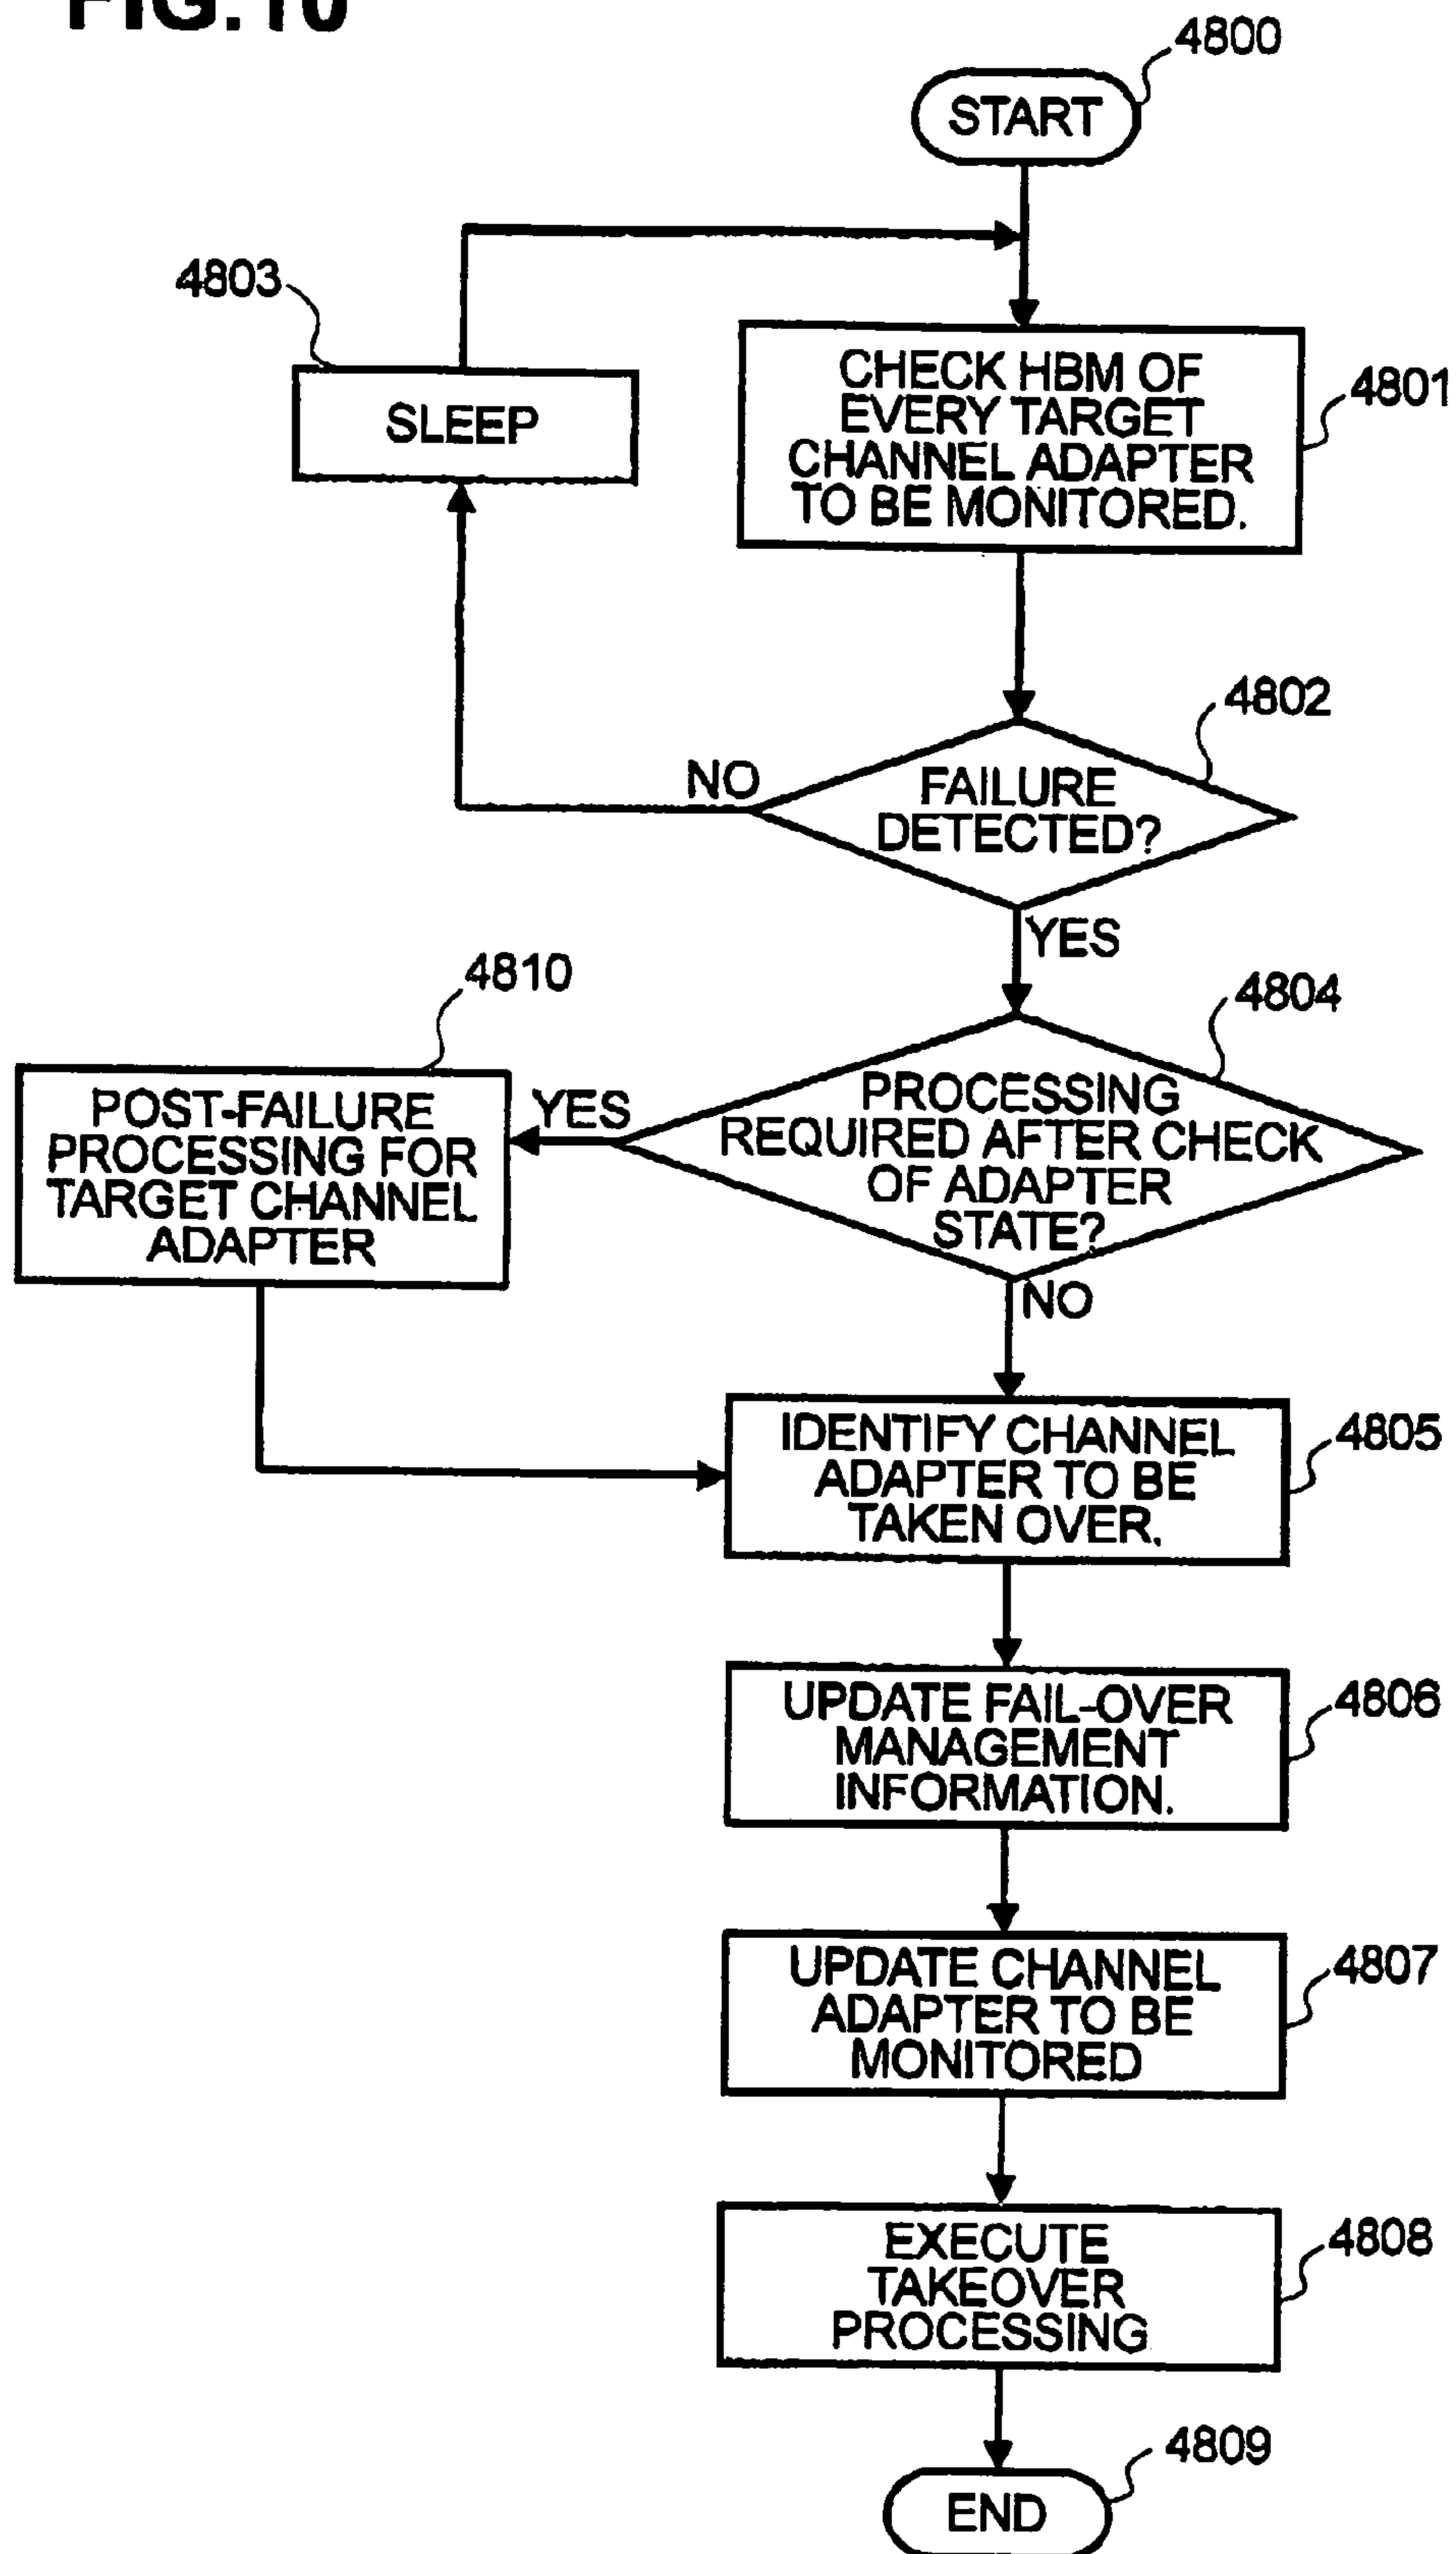 FIG. 10
4800
START
4803
SLEEP
CHECK HBM OF
EVERY TARGET
CHANNEL ADAPTER
TO BE MONITORED.
4801
4802
NO
FAILURE
DETECTED?
YES
4810
4804
POST-FAILURE
PROCESSING FOR
TARGET CHANNEL
ADAPTER
YES
PROCESSING
REQUIRED AFTER CHECK
OF ADAPTER
STATE?
NO
IDENTIFY CHANNEL
ADAPTER TO BE
TAKEN OVER.
4805
UPDATE FAIL-OVER
MANAGEMENT
INFORMATION.
4806
UPDATE CHANNEL
ADAPTER TO BE
MONITORED
4807
EXECUTE
TAKEOVER
PROCESSING
4808
4809
END